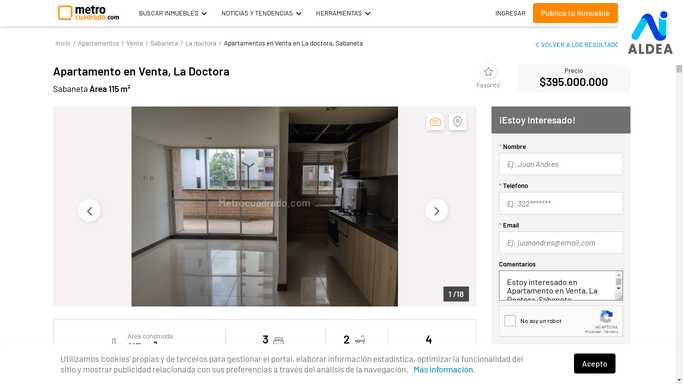 metro
cuadrado.com
BUSCAR INMUEBLES
NOTICIAS Y TENDENCIAS
HERRAMIENTAS
INGRESAR
Publica tu Inmueble
ALDEA
Inicio / Apartamentos / Venta / Sabaneta / La doctora / Apartamentos en Venta en La doctora, Sabaneta
VOLVER A LOS RESULTADO
Apartamento en Venta, La Doctora
Sabaneta Área 115 m²
Favorito
Precio
$395.000.000
Metrocuadrado.com
1 /18
¡Estoy Interesado!
* Nombre
Ej: Juan Andres
* Teléfono
Ej: 322*******
* Email
Ej: juanandres@email.com
Comentarios
Estoy interesado en
Apartamento en Venta, La
Doctora, Sabaneta
No soy un robot
reCAPTCHA
Privacidad - Términos
Área construida
3
2
4
Utilizamos 'cookies' propias y de terceros para gestionar el portal, elaborar información estadística, optimizar la funcionalidad del
sitio y mostrar publicidad relacionada con sus preferencias a través del análisis de la navegación. Más información.
Acepto